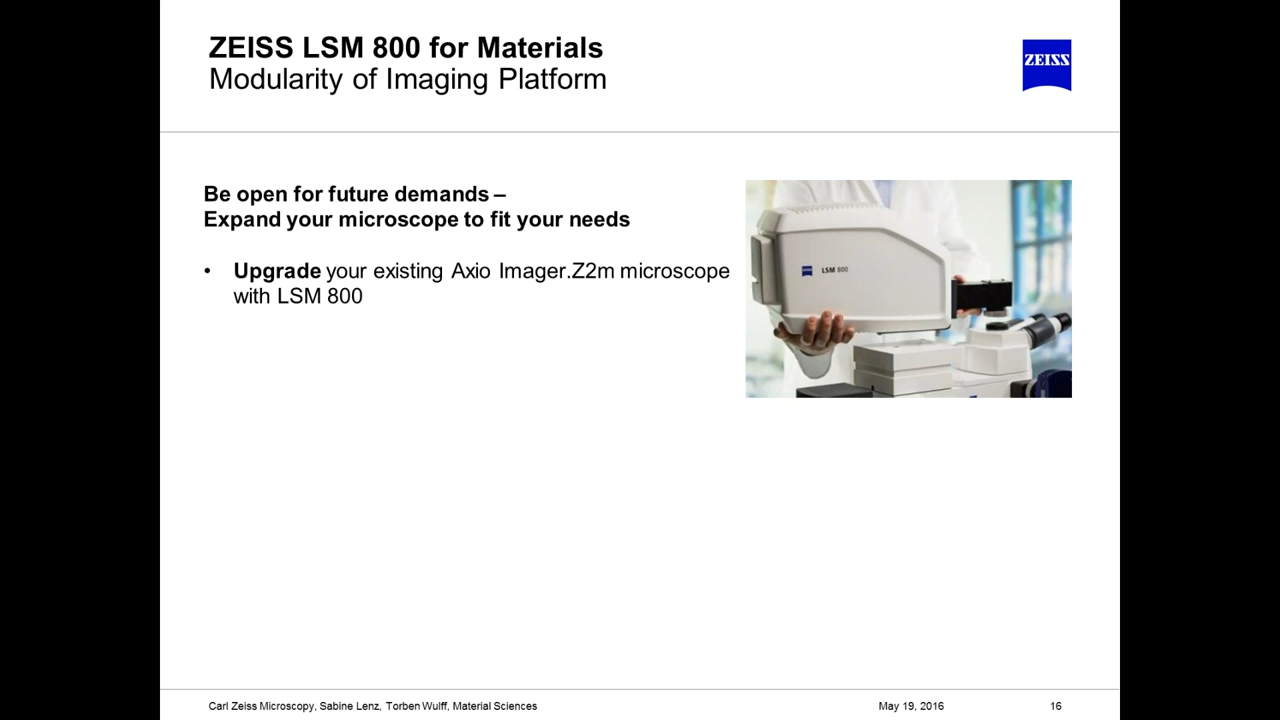 ZEISS LSM 800 for Materials
Modularity of Imaging Platform
ZEISS
Be open for future demands –
Expand your microscope to fit your needs
• Upgrade your existing Axio Imager.Z2m microscope
with LSM 800
LSM 800
Carl Zeiss Microscopy, Sabine Lenz, Torben Wulff, Material Sciences
May 19, 2016
16